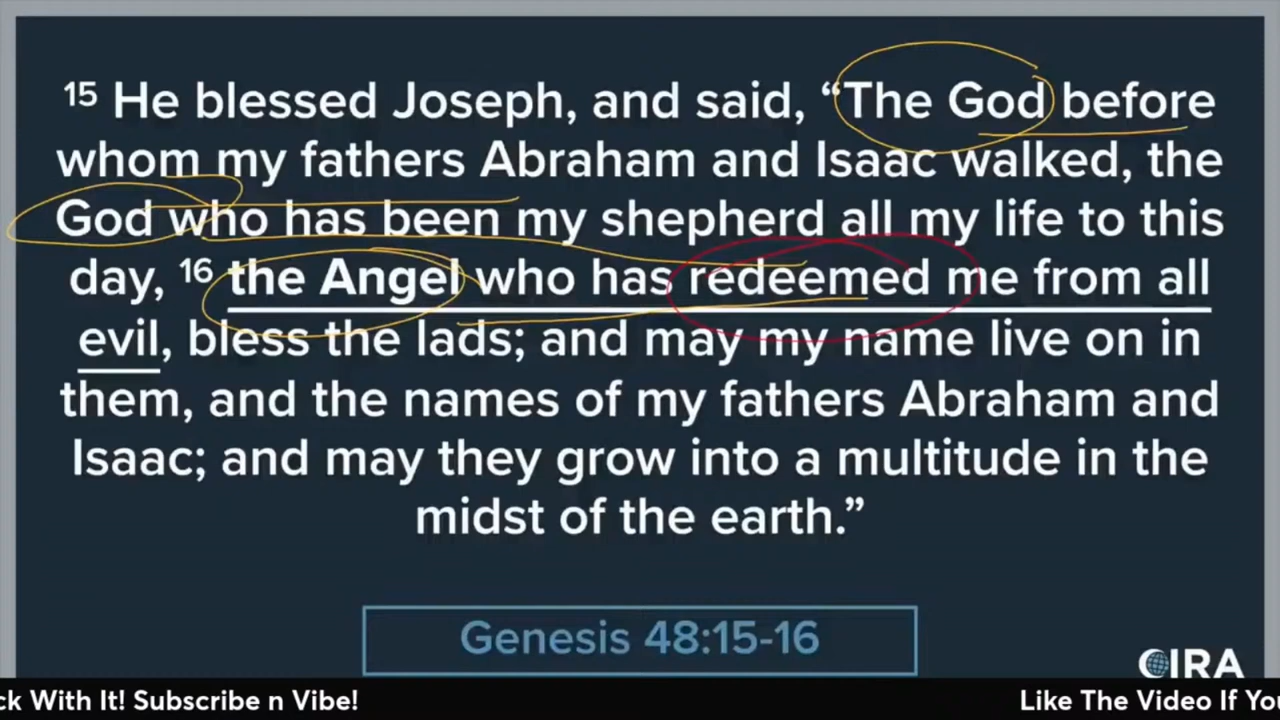 15 He blessed Joseph, and said, “The God before
whom my fathers Abraham and Isaac walked, the
God who has been my shepherd all my life to this
day, 16 the Angel who has redeemed me from all
evil, bless the lads; and may my name live on in
them, and the names of my fathers Abraham and
Isaac; and may they grow into a multitude in the
midst of the earth.”
Genesis 48:15-16
CIRA
ck With It! Subscribe n Vibe! Like The Video If You